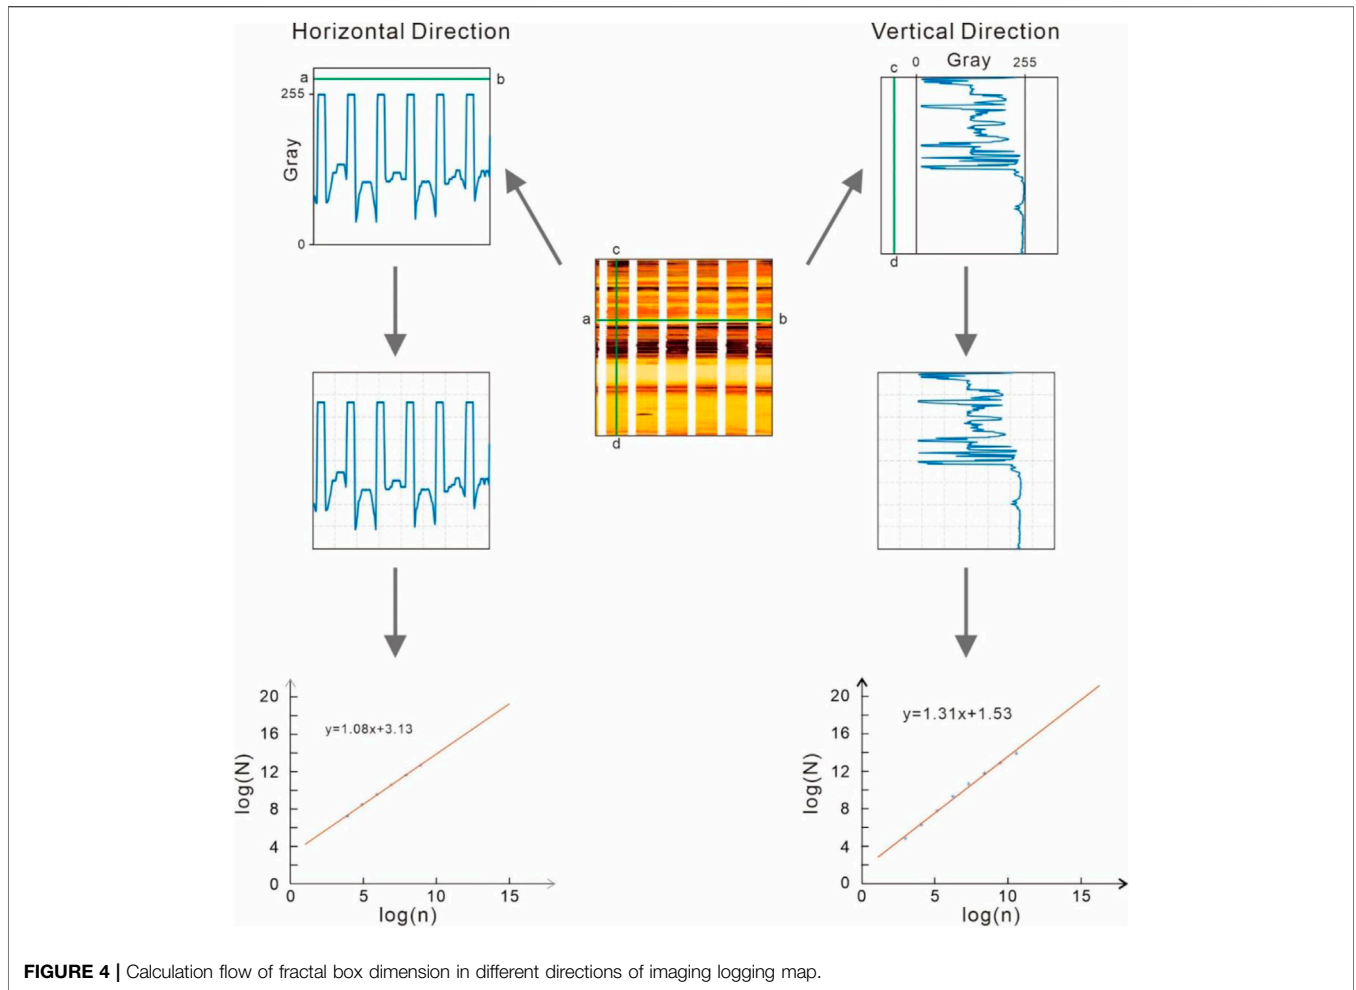 Horizontal Direction
a
b
255
Gray
0
Vertical Direction
c
0
Gray
255
d
c
a
b
d
20
16
12
8
4
0
log(N)
y=1.08x+3.13
0
5
10
15
log(n)
20
16
12
8
4
0
log(N)
y=1.31x+1.53
0
5
10
15
log(n)
FIGURE 4 | Calculation flow of fractal box dimension in different directions of imaging logging map.